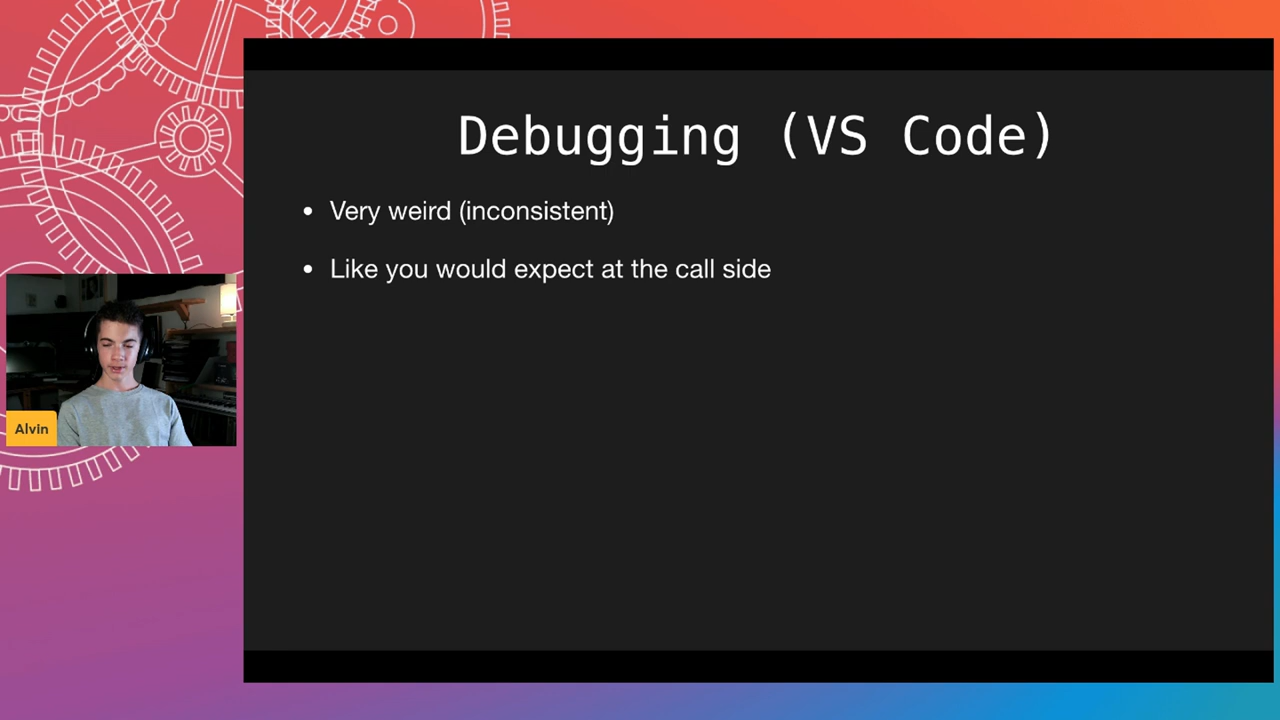 Debugging (VS Code)
• Very weird (inconsistent)
• Like you would expect at the call side
Alvin